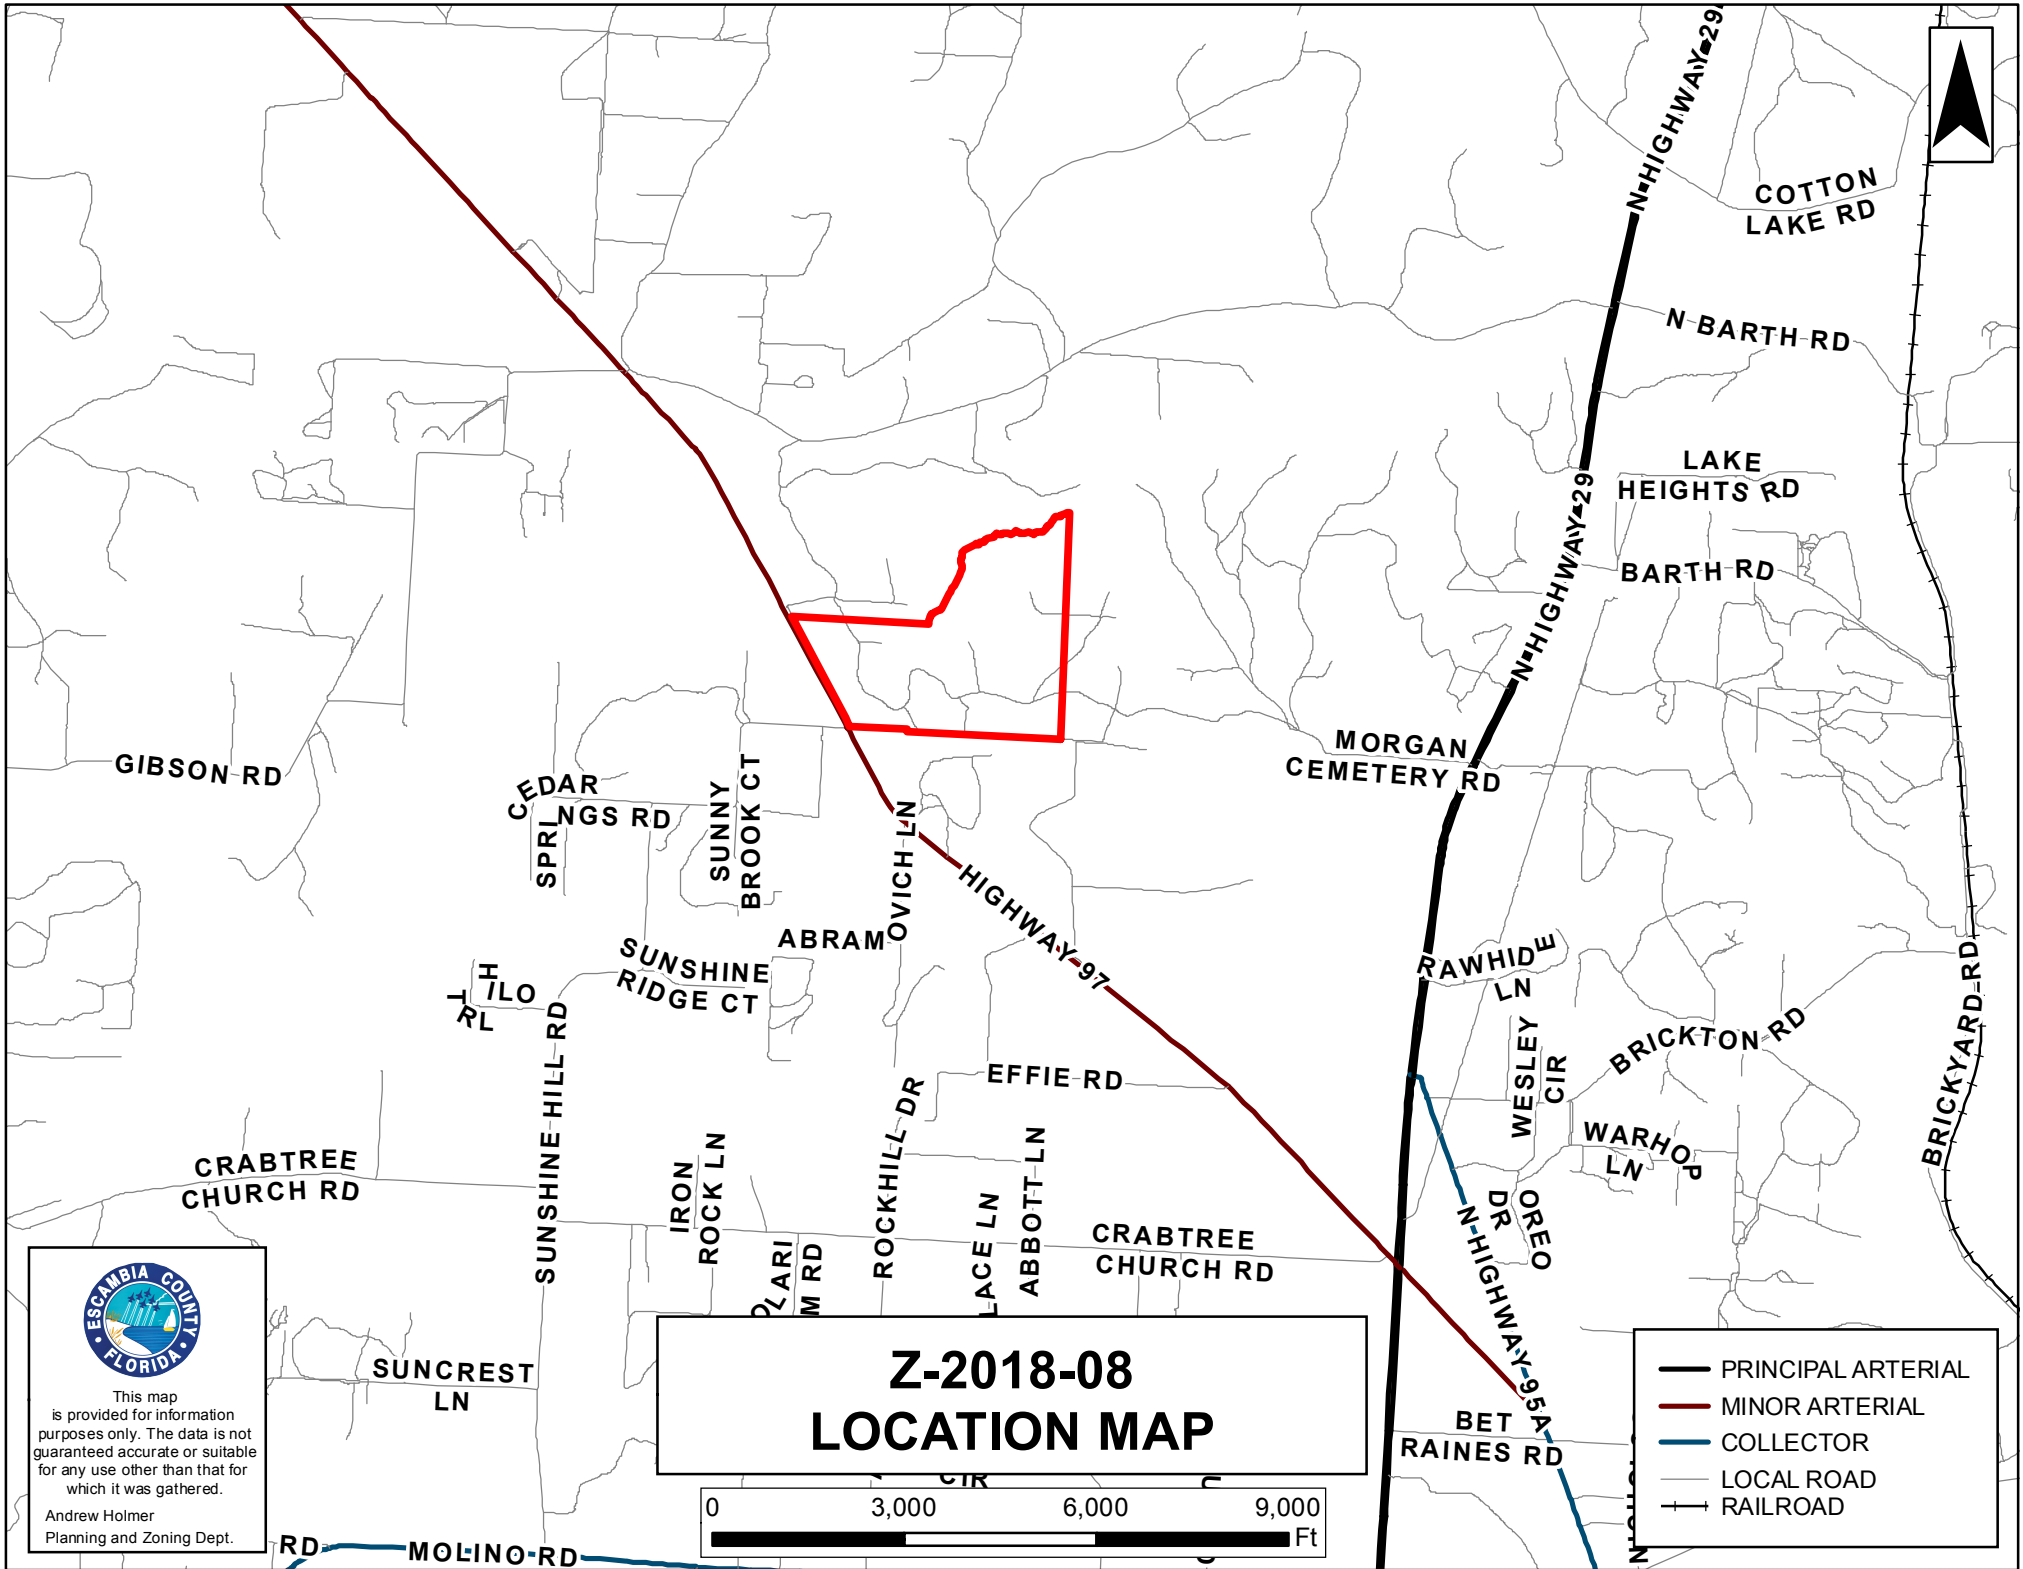 N HIGHWAY 29
COTTON
LAKE RD
N BARTH RD
LAKE
HEIGHTS RD
N HIGHWAY 29
BARTH RD
MORGAN
CEMETERY RD
GIBSON RD
CEDAR
SPRINGS RD
SUNNY
BROOK CT
ABRAMOVICH LN
HIGHWAY 97
SUNSHINE
RIDGE CT
HILO
TRL
RAWHIDE
LN
WESLEY
CIR
BRICKTON RD
BRICKYARD RD
EFFIE RD
SUNSHINE HILL RD
CRABTREE
CHURCH RD
IRON
ROCK LN
ROCKHILL DR
ABBOTT LN
LACE LN
OLARI
M RD
CRABTREE
CHURCH RD
WARHOP
LN
OREO
DR
N HIGHWAY 95A
SUNCREST
LN
BET
RAINES RD
CIR
RD
MOLINO RD
ESCAMBIA COUNTY
FLORIDA
This map
is provided for information
purposes only. The data is not
guaranteed accurate or suitable
for any use other than that for
which it was gathered.
Andrew Holmer
Planning and Zoning Dept.
Z-2018-08
LOCATION MAP
0 3,000 6,000 9,000
Ft
PRINCIPAL ARTERIAL
MINOR ARTERIAL
COLLECTOR
LOCAL ROAD
RAILROAD